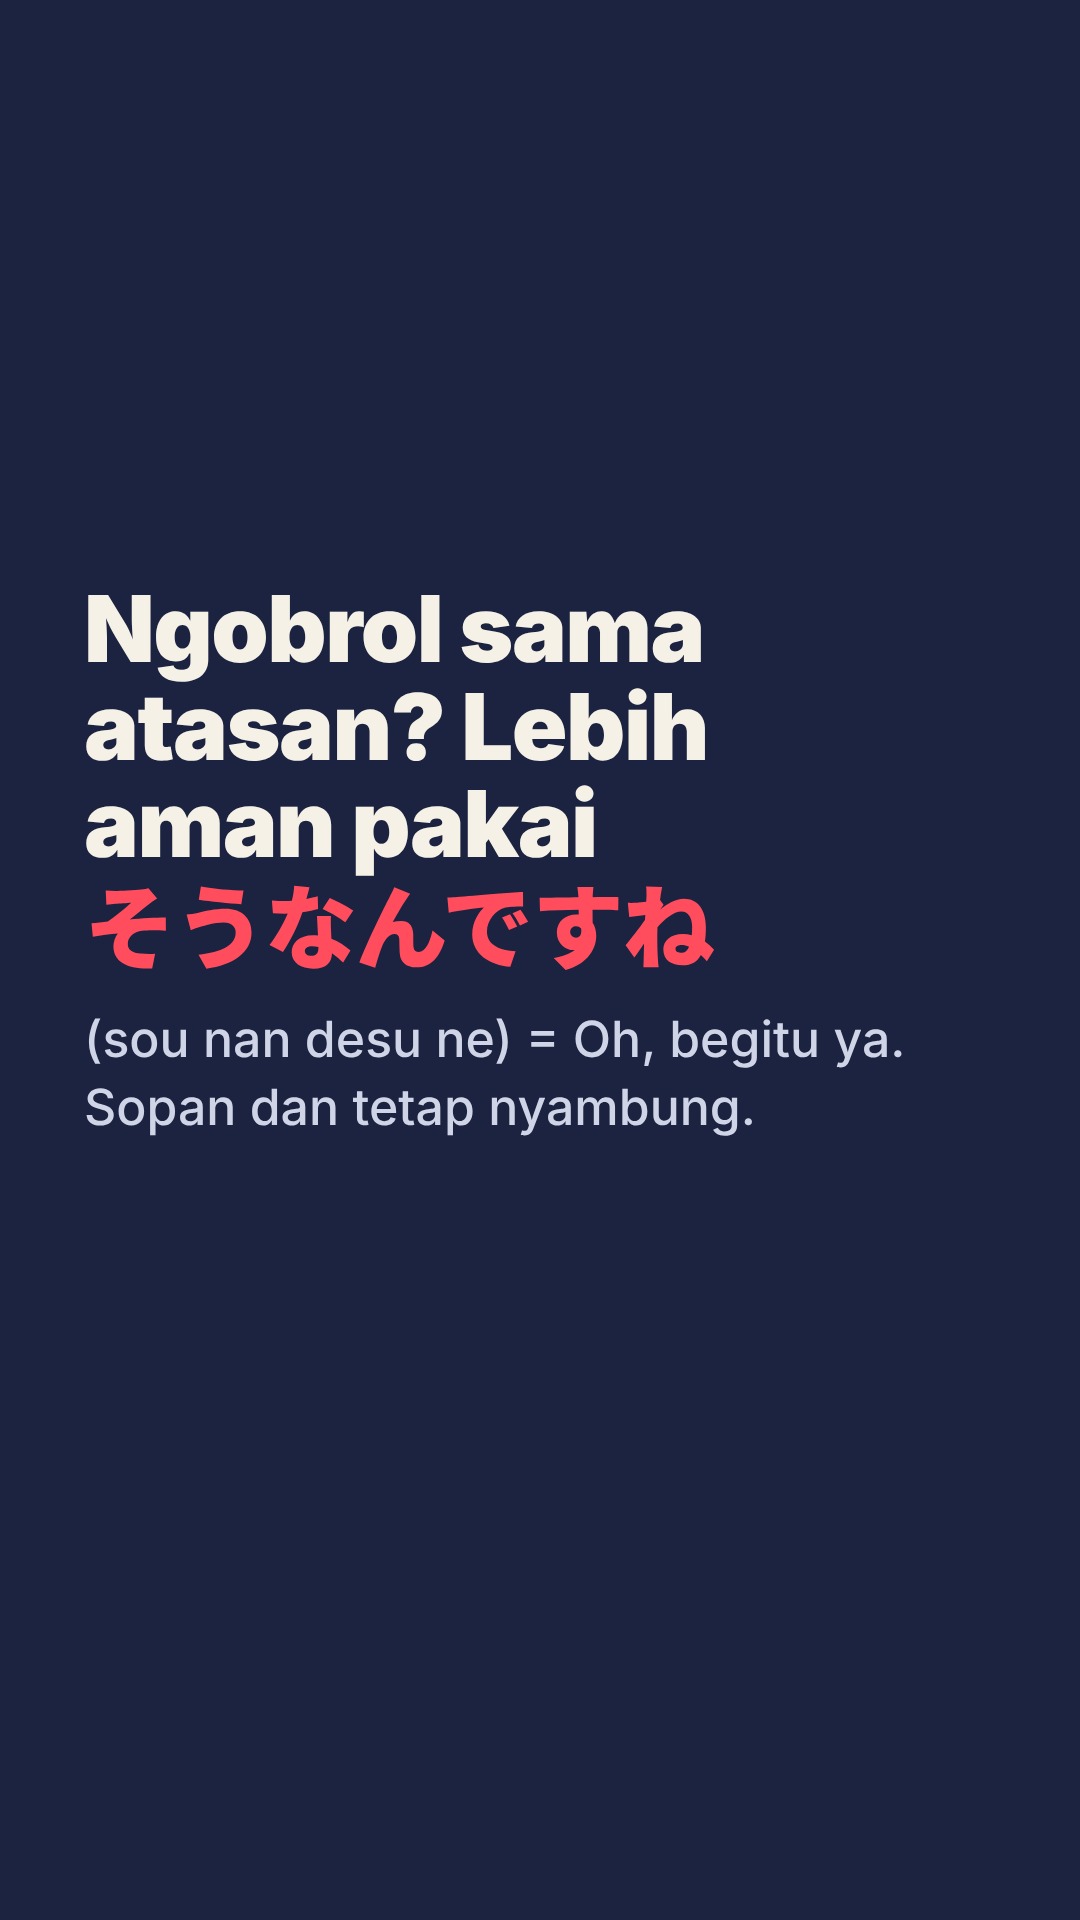 Ngobrol sama
atasan? Lebih
aman pakai
そうなんですね
(sou nan desu ne) = Oh, begitu ya.
Sopan dan tetap nyambung.